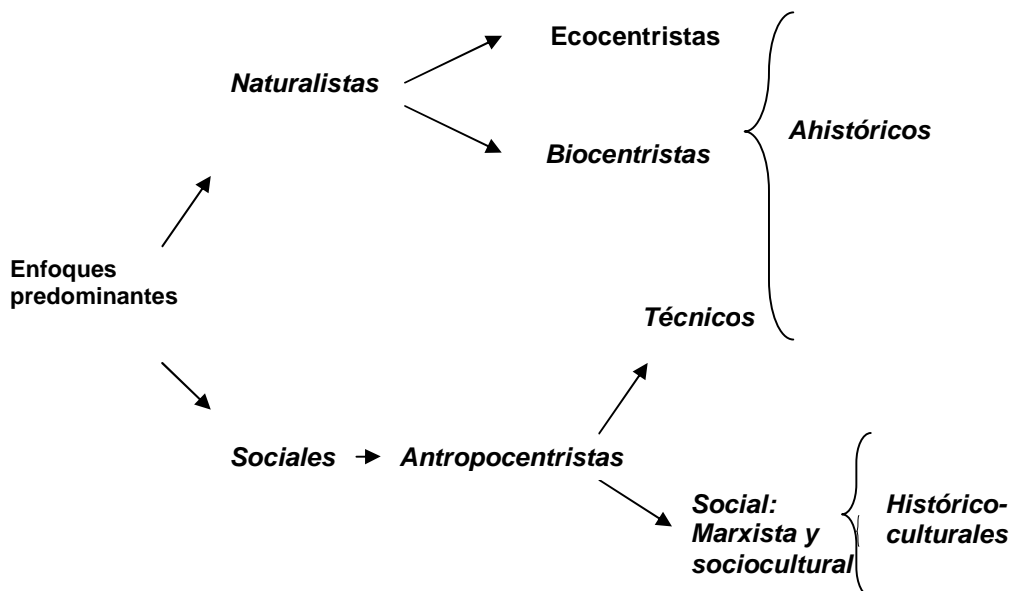 Ecocentristas
Naturalistas
Ahistóricos
Biocentristas
Enfoques
predominantes
Técnicos
Sociales
Antropocentristas
Social:
Marxista y
sociocultural
Histórico-
culturales